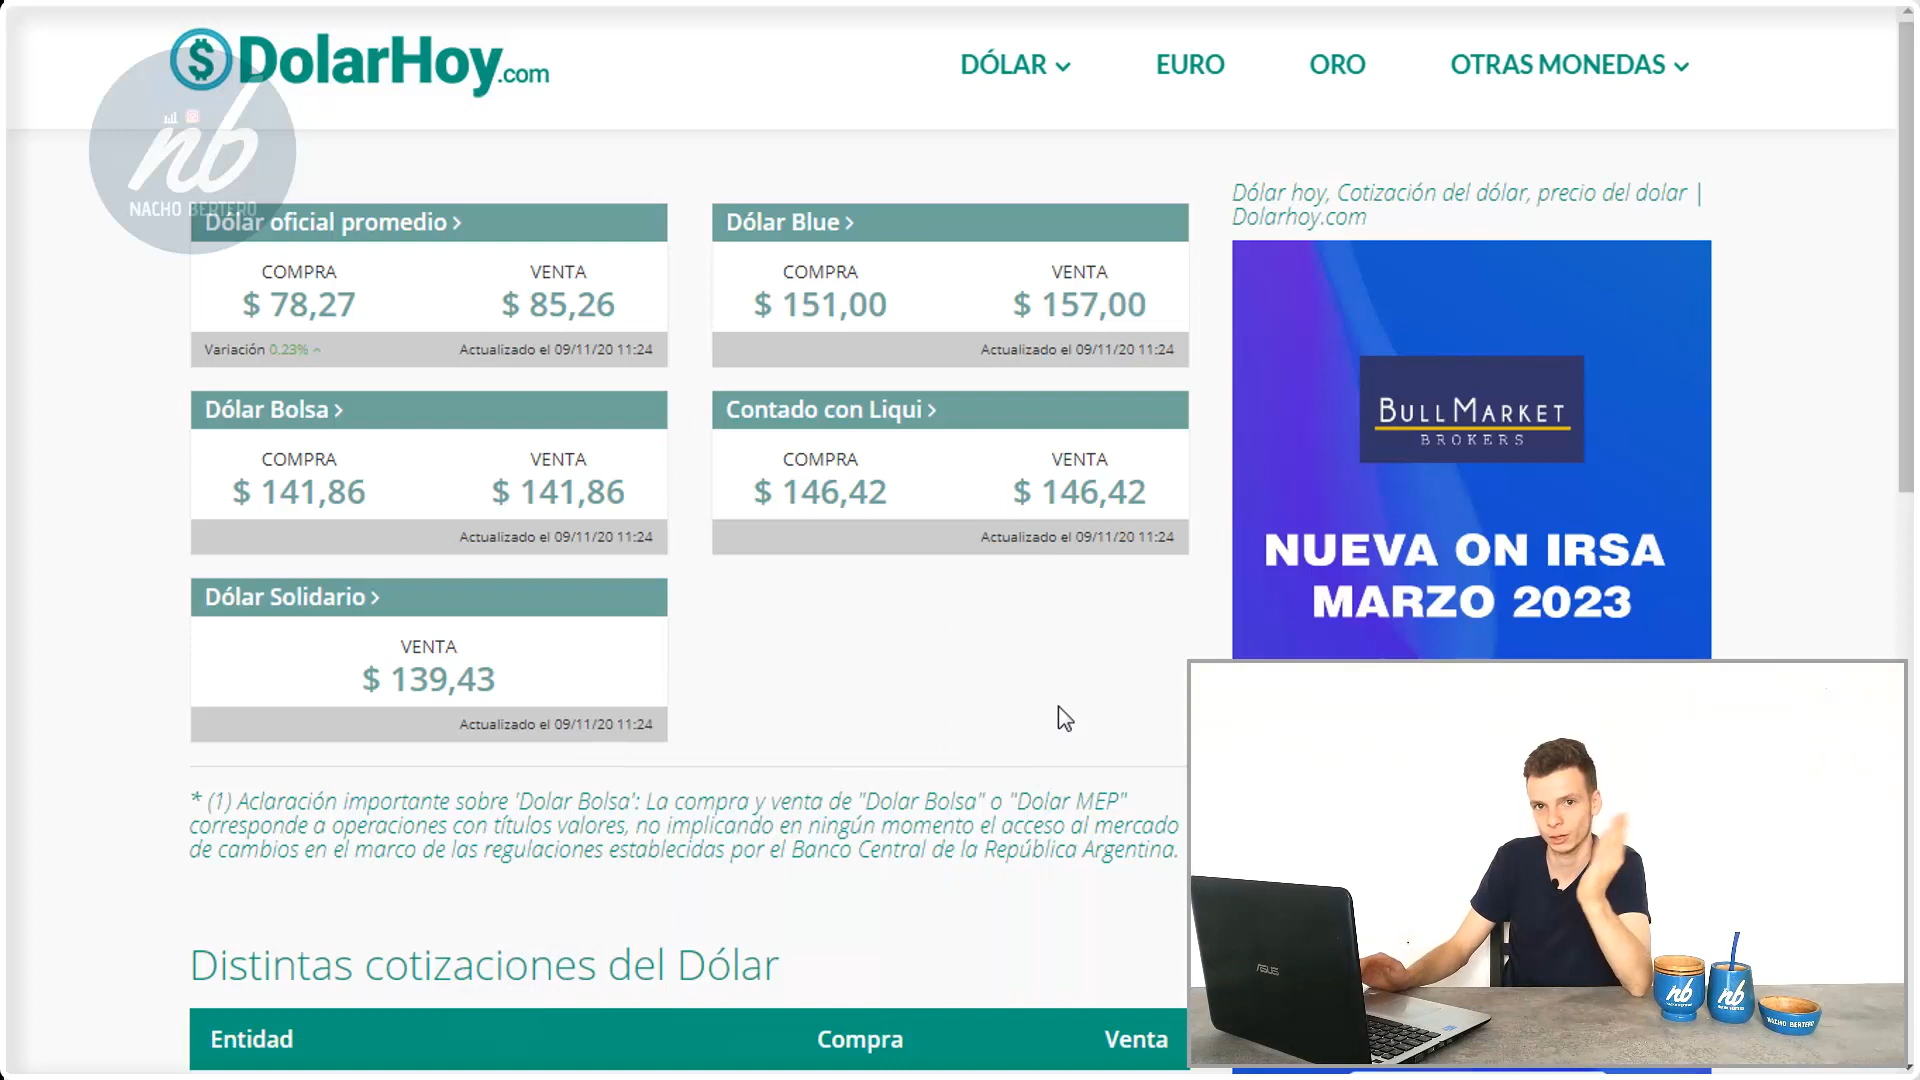 DolarHoy.com
DÓLAR
EURO
ORO
OTRAS MONEDAS
nb
NACHO BERTERO
Dólar oficial promedio
COMPRA
VENTA
$ 78,27
$ 85,26
Variación 0.23%
Actualizado el 09/11/20 11:24
Dólar Blue
COMPRA
VENTA
$ 151,00
$ 157,00
Actualizado el 09/11/20 11:24
Dólar Bolsa
COMPRA
VENTA
$ 141,86
$ 141,86
Actualizado el 09/11/20 11:24
Contado con Liqui
COMPRA
VENTA
$ 146,42
$ 146,42
Actualizado el 09/11/20 11:24
Dólar Solidario
VENTA
$ 139,43
Actualizado el 09/11/20 11:24
* (1) Aclaración importante sobre 'Dolar Bolsa': La compra y venta de "Dolar Bolsa" o "Dolar MEP"
corresponde a operaciones con títulos valores, no implicando en ningún momento el acceso al mercado
de cambios en el marco de las regulaciones establecidas por el Banco Central de la República Argentina.
Distintas cotizaciones del Dólar
Entidad
Compra
Venta
Dólar hoy, Cotización del dólar, precio del dolar |
Dolarhoy.com
BULLMARKET
BROKERS
NUEVA ON IRSA
MARZO 2023
ASUS
nb
NACHO BERTERO
nb
NACHO BERTERO